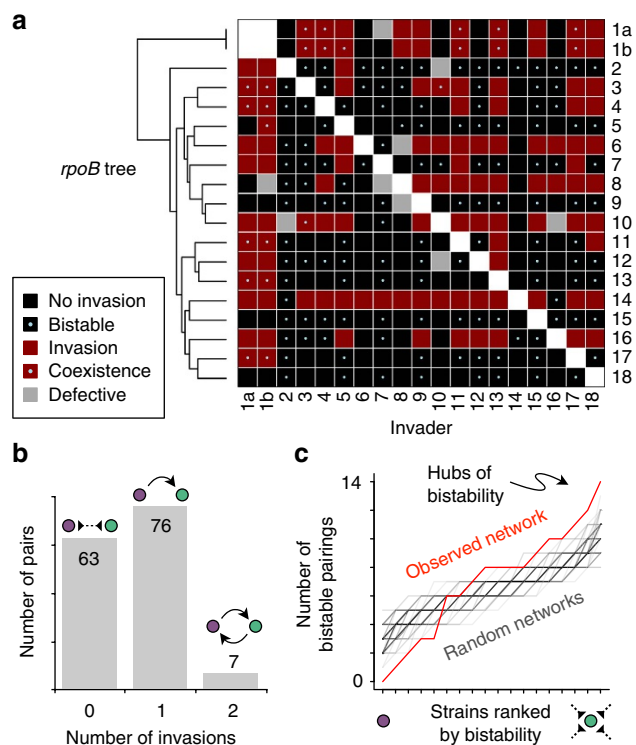 a
1a
1b
2
3
4
5
6
7
8
9
10
11
12
13
14
15
16
17
18
rpoB tree
No invasion
Bistable
Invasion
Coexistence
Defective
1a 1b 2 3 4 5 6 7 8 9 10 11 12 13 14 15 16 17 18
Invader
b
Number of pairs
63
76
7
0 1 2
Number of invasions
c
Number of
bistable pairings
14
0
Hubs of
bistability
Observed network
Random networks
Strains ranked
by bistability